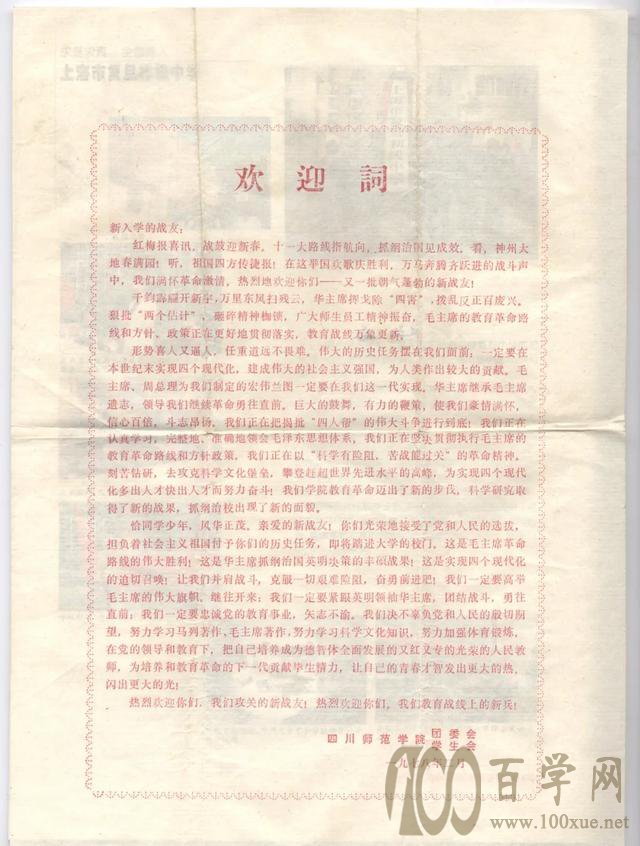 欢迎詞
新入学的战友：
红梅报喜讯，战鼓迎新春。十一大路线指航向，抓纲治国见成效。看，神州大
地春满园！听，祖国四方传捷报！在这举国欢歌庆胜利，万马奔腾齐跃进的战斗声
中，我们满怀革命激情，热烈地欢迎你们——又一批朝气蓬勃的新战友！
千钧霹雳开新宇，万里东风扫残云，华主席挥戈除“四害”，拨乱反正百废兴。
狠批“两个估计”，砸碎精神枷锁，广大师生员工精神振奋，毛主席的教育革命路
线和方针、政策正在更好地贯彻落实，教育战线万象更新。
形势喜人又逼人，任重道远不畏难。伟大的历史任务摆在我们面前：一定要在
本世纪末实现四个现代化，建成伟大的社会主义强国，为人类作出较大的贡献。毛
主席、周总理为我们制定的宏伟兰图一定要在我们这一代实现，华主席继承毛主席
遗志，领导我们继续革命勇往直前。巨大的鼓舞，有力的鞭策，使我们豪情满怀，
信心百倍，斗志昂扬，我们正在把揭批“四人帮”的伟大斗争进行到底！我们正在
认真学习，完整地、准确地领会毛泽东思想体系，我们正在坚决贯彻执行毛主席的
教育革命路线和方针政策。我们正在以“科学有险阻，苦战能过关”的革命精神，
刻苦钻研，去攻克科学文化堡垒，攀登赶超世界先进水平的高峰，为实现四个现代
化多出人才快出人才而努力奋斗！我们学院教育革命迈出了新的步伐，科学研究取
得了新的战果，抓纲治校出现了新的面貌。
恰同学少年，风华正茂，亲爱的新战友！你们光荣地接受了党和人民的选拔，
担负着社会主义祖国付予你们的历史任务，即将踏进大学的校门，这是毛主席革命
路线的伟大胜利！这是华主席抓纲治国英明决策的丰硕战果！这是实现四个现代化
的迫切召唤！让我们并肩战斗，克服一切艰难险阻，奋勇前进吧！我们一定要高举
毛主席的伟大旗帜，继往开来；我们一定要紧跟英明领袖华主席，团结战斗，勇往
直前；我们一定要忠诚党的教育事业，矢志不渝。我们决不辜负党和人民的殷切期
望，努力学习马列著作、毛主席著作，努力学习科学文化知识，努力加强体育锻炼，
在党的领导和教育下，把自己培养成为德智体全面发展的又红又专的光荣的人民教
师，为培养和教育革命的下一代贡献毕生精力，让自己的青春才智发出更大的热，
闪出更大的光！
热烈欢迎你们，我们攻关的新战友！热烈欢迎你们，我们教育战线上的新兵！
四川师范学院 团委会
学生会
一九七八年二月
100百学网
www.100xue.net